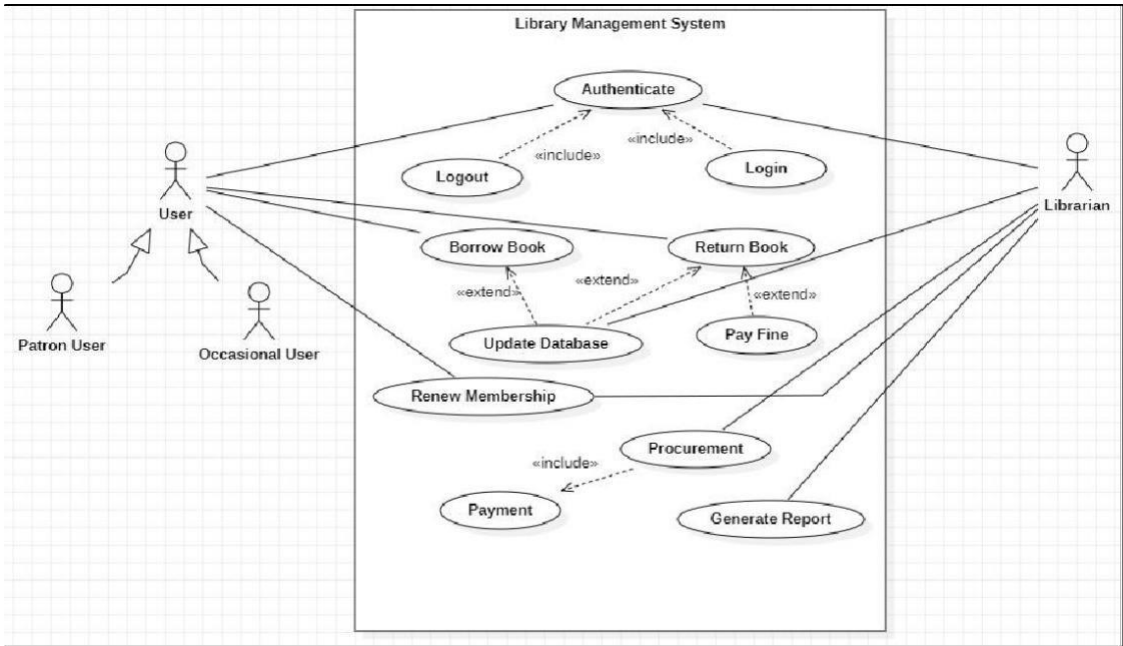 Library Management System
Authenticate
«include»
«include»
Logout
Login
User
Librarian
Borrow Book
Return Book
«extend»
«extend»
«extend»
Patron User
Occasional User
Update Database
Pay Fine
Renew Membership
Procurement
«include»
Payment
Generate Report